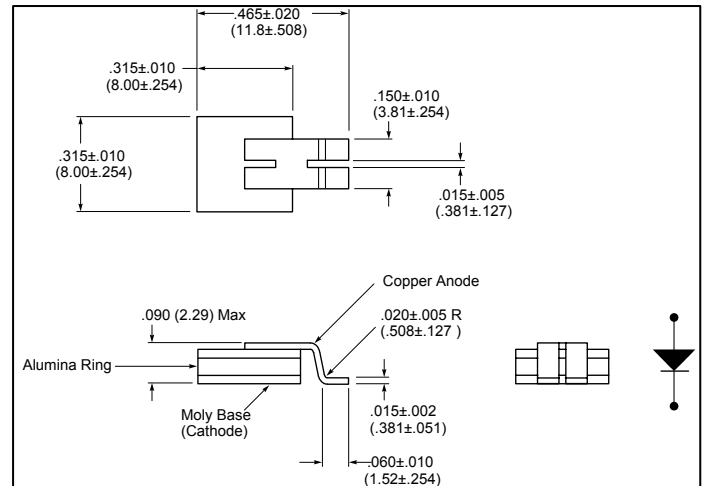 .465±.020
(11.8±.508)
.315±.010
(8.00±.254)
.150±.010
(3.81±.254)
.315±.010
(8.00±.254)
.015±.005
(.381±.127)
Copper Anode
.090 (2.29) Max
.020±.005 R
(.508±.127 )
Alumina Ring
Moly Base
(Cathode)
.015±.002
(.381±.051)
.060±.010
(1.52±.254)